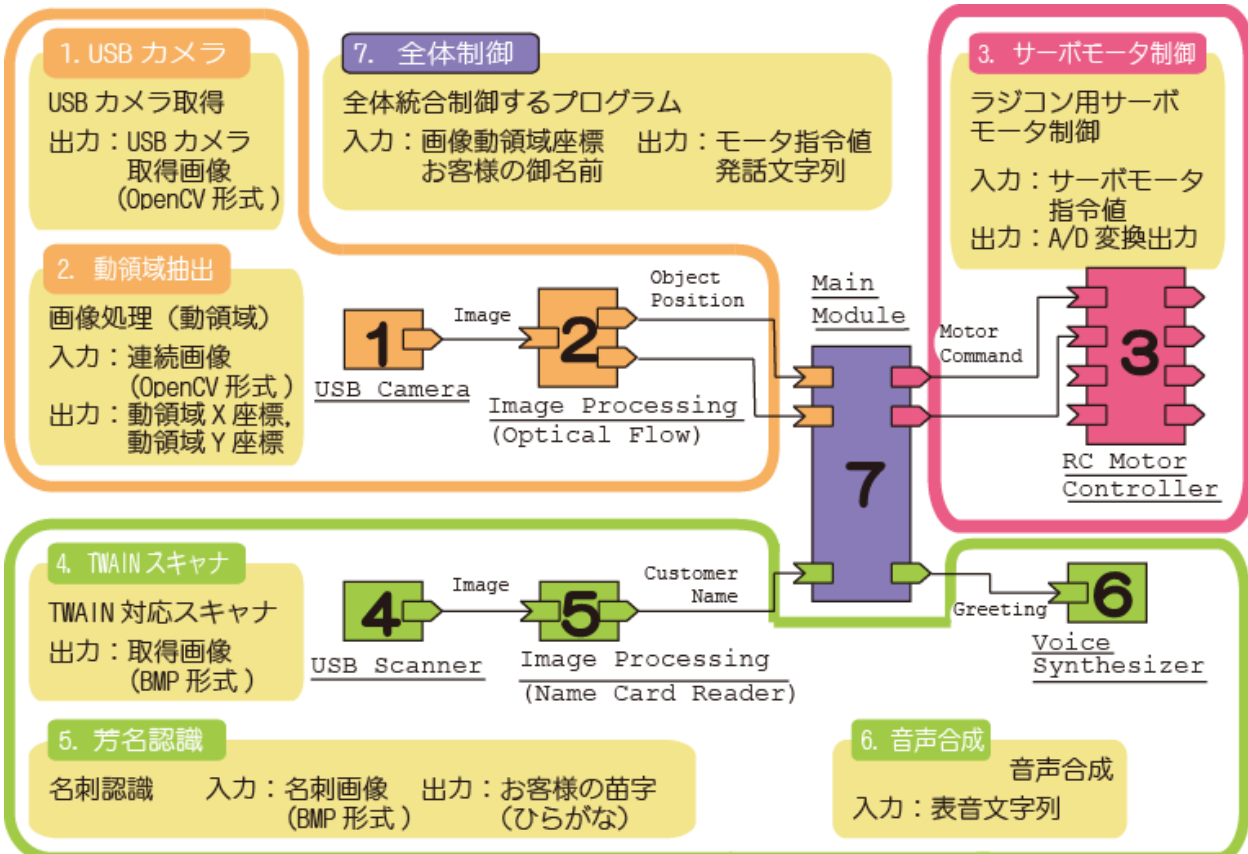 1. USB カメラ
USB カメラ取得
出力：USB カメラ
取得画像
(OpenCV 形式 )
7. 全体制御
全体統合制御するプログラム
入力：画像動領域座標　出力：モータ指令値
お客様の御名前　発話文字列
3. サーボモータ制御
ラジコン用サーボ
モータ制御
入力：サーボモータ
指令値
出力：A/D 変換出力
2. 動領域抽出
画像処理（動領域）
入力：連続画像
(OpenCV 形式 )
出力：動領域 X 座標,
動領域 Y 座標
1
USB Camera
Image
2
Image Processing
(Optical Flow)
Object
Position
Main
Module
7
Motor
Command
3
RC Motor
Controller
4. TWAIN スキャナ
TWAIN 対応スキャナ
出力：取得画像
(BMP 形式 )
4
USB Scanner
Image
5
Image Processing
(Name Card Reader)
Customer
Name
Greeting
6
Voice
Synthesizer
5. 芳名認識
名刺認識　入力：名刺画像　出力：お客様の苗字
(BMP 形式 )　（ひらがな）
6. 音声合成
音声合成
入力：表音文字列